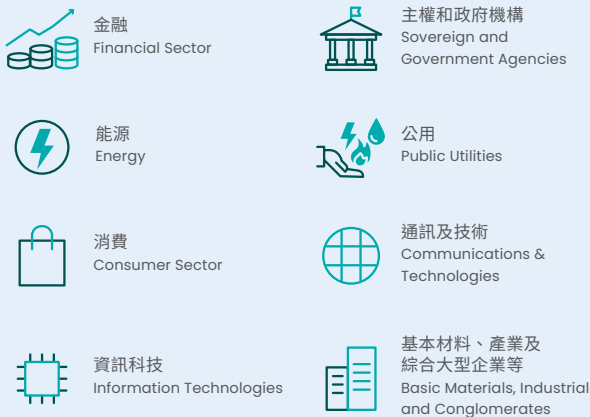 金融
Financial Sector
主權和政府機構
Sovereign and
Government Agencies
能源
Energy
公用
Public Utilities
消費
Consumer Sector
通訊及技術
Communications &
Technologies
資訊科技
Information Technologies
基本材料、產業及
綜合大型企業等
Basic Materials, Industrial
and Conglomerates